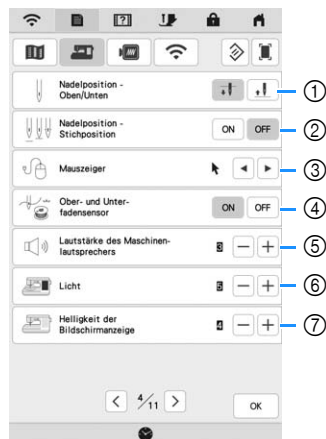 Nadelposition -
Oben/Unten
①
Nadelposition -
Stichposition
ON OFF
②
Mauszeiger
③
Ober- und Unter-
fadensensor
ON OFF
④
Lautstärke des Maschinen-
lautsprechers
3 − +
⑤
Licht
5 − +
⑥
Helligkeit der
Bildschirmanzeige
4 − +
⑦
< 4/11 >
OK